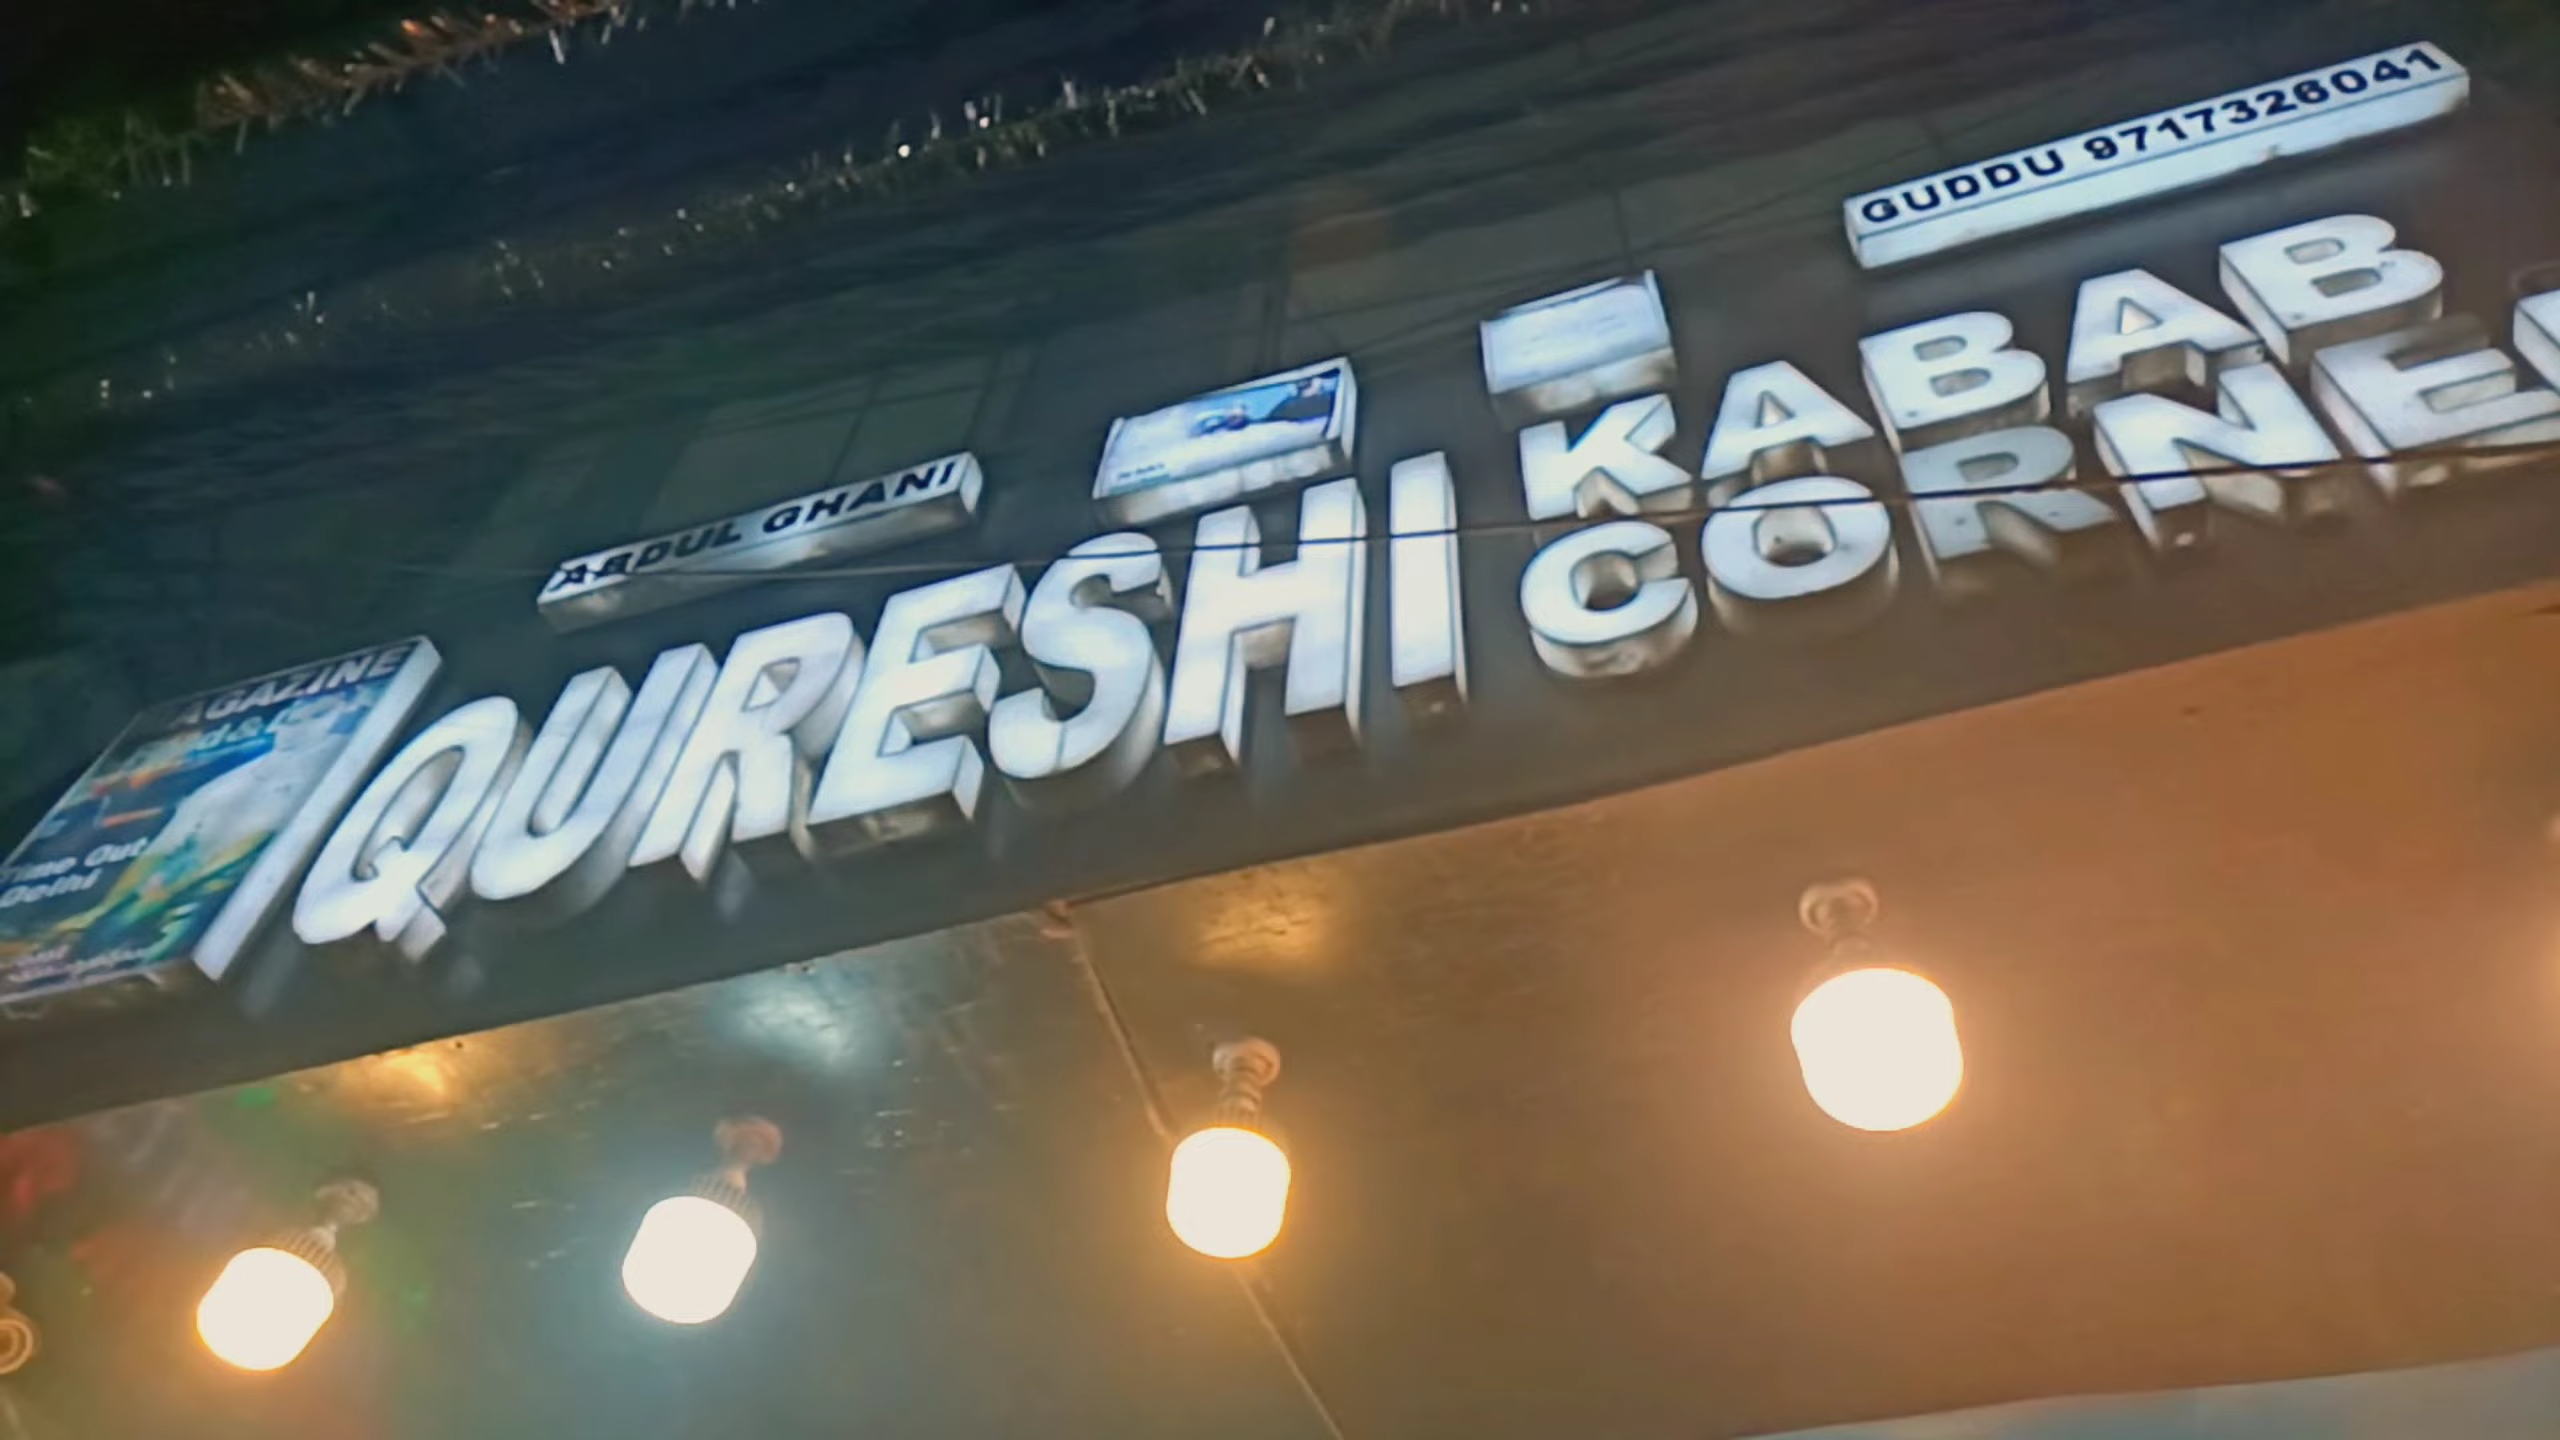 GUDDU 9717326041
ABDUL GHANI
MAGAZINE
Time Out
Delhi
QURESHI
KABAB
CORNE